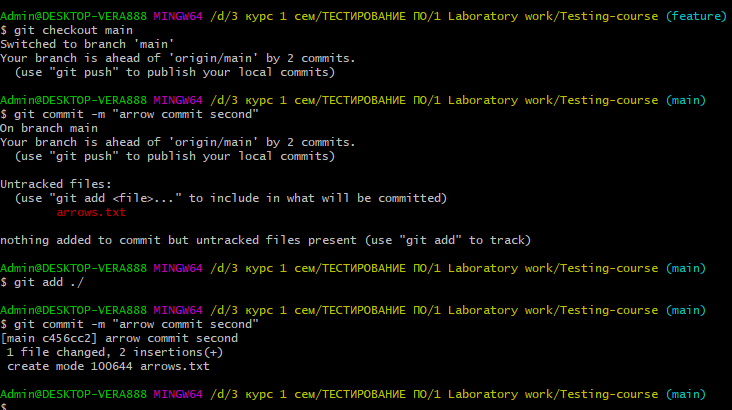 Admin@DESKTOP-VERA888 MINGW64 /d/3 курс 1 сем/ТЕСТИРОВАНИЕ ПО/1 Laboratory work/Testing-course (feature)
$ git checkout main
Switched to branch 'main'
Your branch is ahead of 'origin/main' by 2 commits.
  (use "git push" to publish your local commits)

Admin@DESKTOP-VERA888 MINGW64 /d/3 курс 1 сем/ТЕСТИРОВАНИЕ ПО/1 Laboratory work/Testing-course (main)
$ git commit -m "arrow commit second"
On branch main
Your branch is ahead of 'origin/main' by 2 commits.
  (use "git push" to publish your local commits)

Untracked files:
  (use "git add <file>..." to include in what will be committed)
        arrows.txt

nothing added to commit but untracked files present (use "git add" to track)

Admin@DESKTOP-VERA888 MINGW64 /d/3 курс 1 сем/ТЕСТИРОВАНИЕ ПО/1 Laboratory work/Testing-course (main)
$ git add ./

Admin@DESKTOP-VERA888 MINGW64 /d/3 курс 1 сем/ТЕСТИРОВАНИЕ ПО/1 Laboratory work/Testing-course (main)
$ git commit -m "arrow commit second"
[main c456cc2] arrow commit second
 1 file changed, 2 insertions(+)
 create mode 100644 arrows.txt

Admin@DESKTOP-VERA888 MINGW64 /d/3 курс 1 сем/ТЕСТИРОВАНИЕ ПО/1 Laboratory work/Testing-course (main)
$